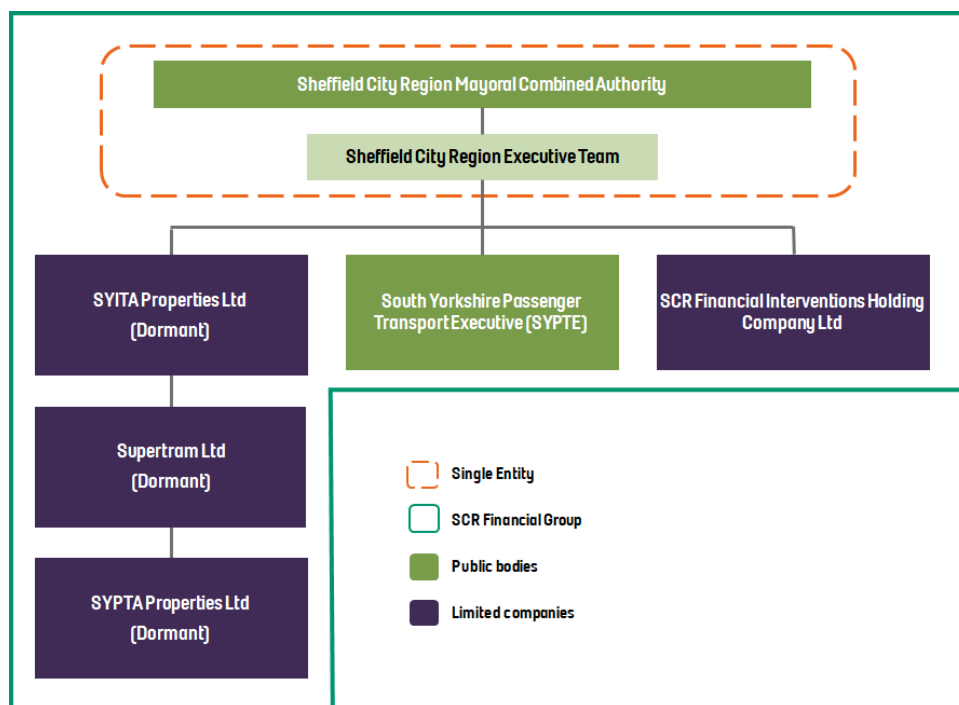 Sheffield City Region Mayoral Combined Authority
Sheffield City Region Executive Team
SYITA Properties Ltd
(Dormant)
South Yorkshire Passenger
Transport Executive (SYPTE)
SCR Financial Interventions Holding
Company Ltd
Supertram Ltd
(Dormant)
SYPTA Properties Ltd
(Dormant)
Single Entity
SCR Financial Group
Public bodies
Limited companies